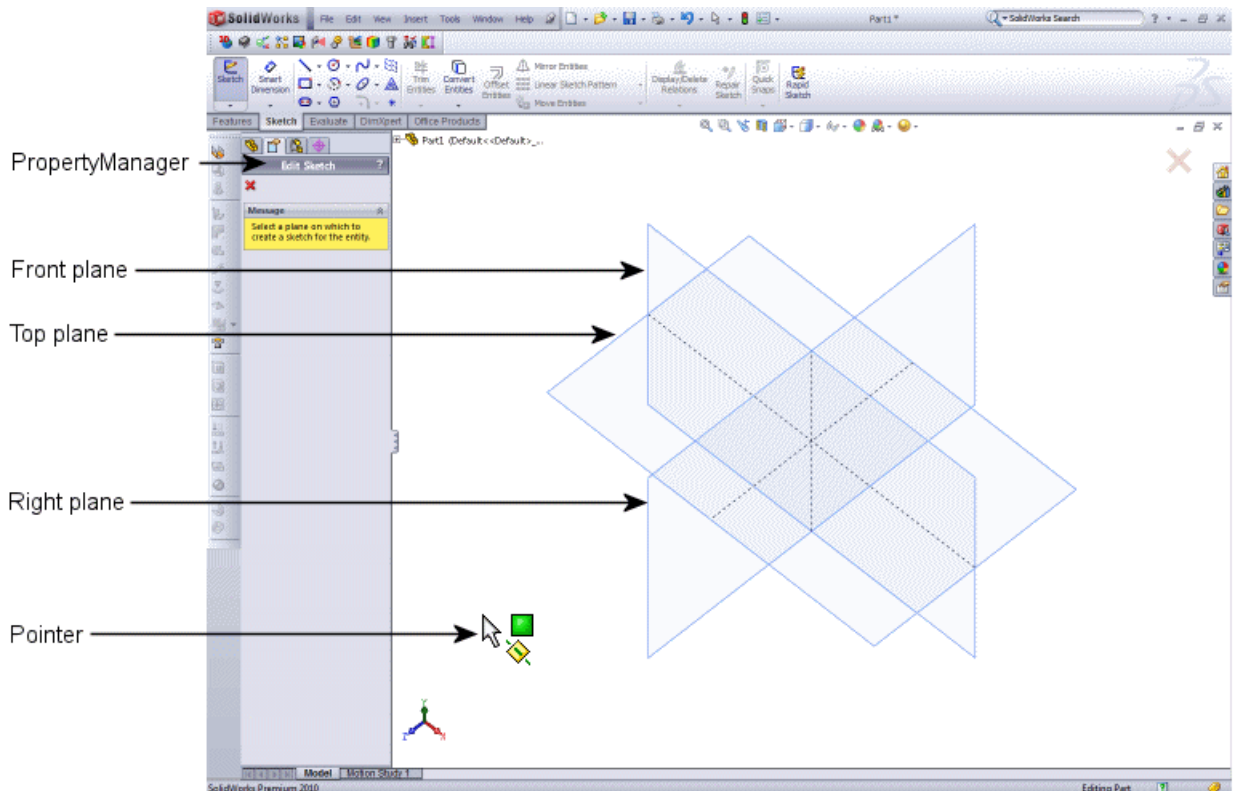 SolidWorks File Edit View Insert Tools Window Help Part1 * SolidWorks Search ?
Sketch Smart Dimension Trim Entities Convert Entities Offset Entities Mirror Entities Linear Sketch Pattern Move Entities Display/Delete Relations Repair Sketch Quick Snaps Rapid Sketch
Features Sketch Evaluate DimXpert Office Products
Part1 (Default<<Default>_...
PropertyManager
Edit Sketch ?
Message
Select a plane on which to
create a sketch for the entity.
Front plane
Top plane
Right plane
Pointer
Y
Z X
Model Motion Study 1
SolidWorks Premium 2010 Editing Part